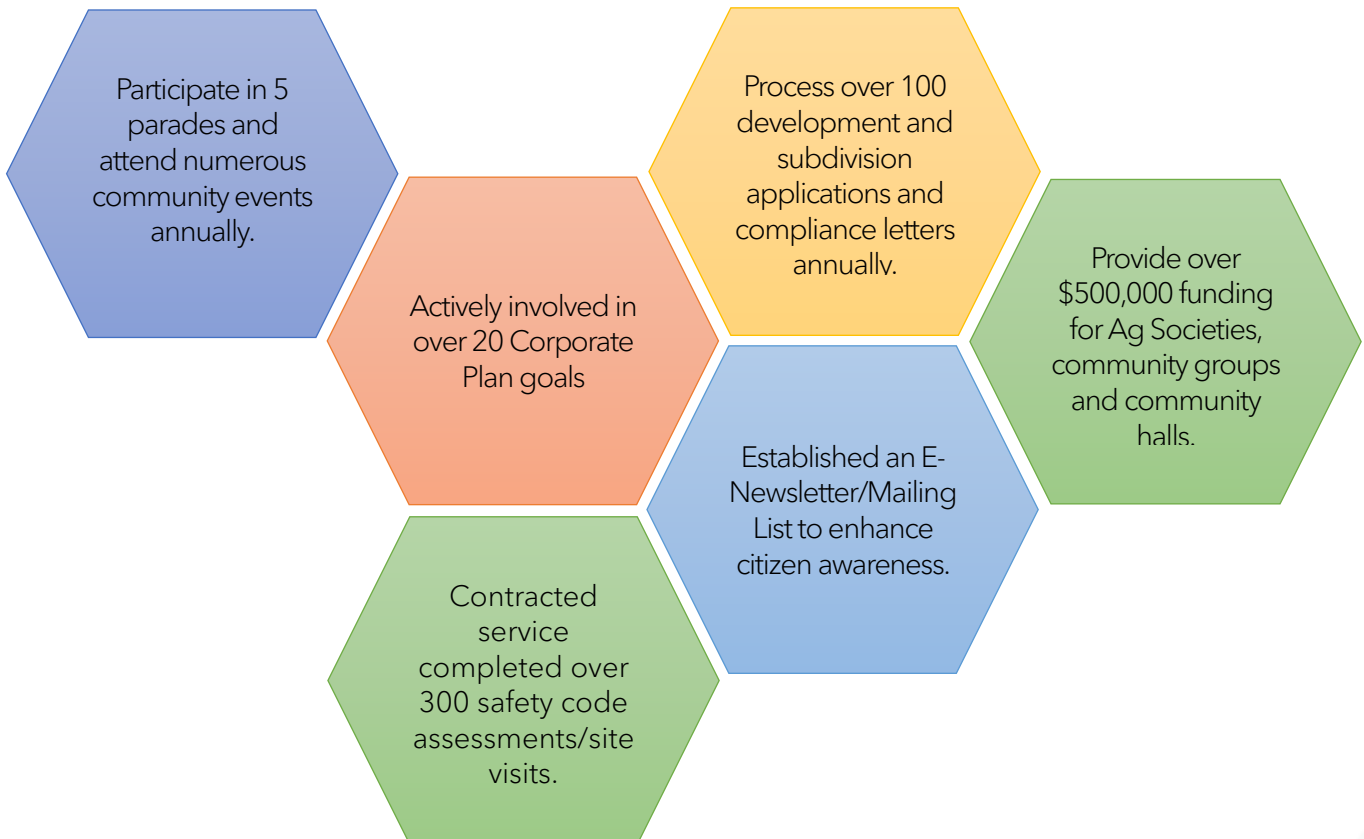 Participate in 5
parades and
attend numerous
community events
annually.
Process over 100
development and
subdivision
applications and
compliance letters
annually.
Actively involved in
over 20 Corporate
Plan goals
Provide over
$500,000 funding
for Ag Societies,
community groups
and community
halls.
Established an E-
Newsletter/Mailing
List to enhance
citizen awareness.
Contracted
service
completed over
300 safety code
assessments/site
visits.